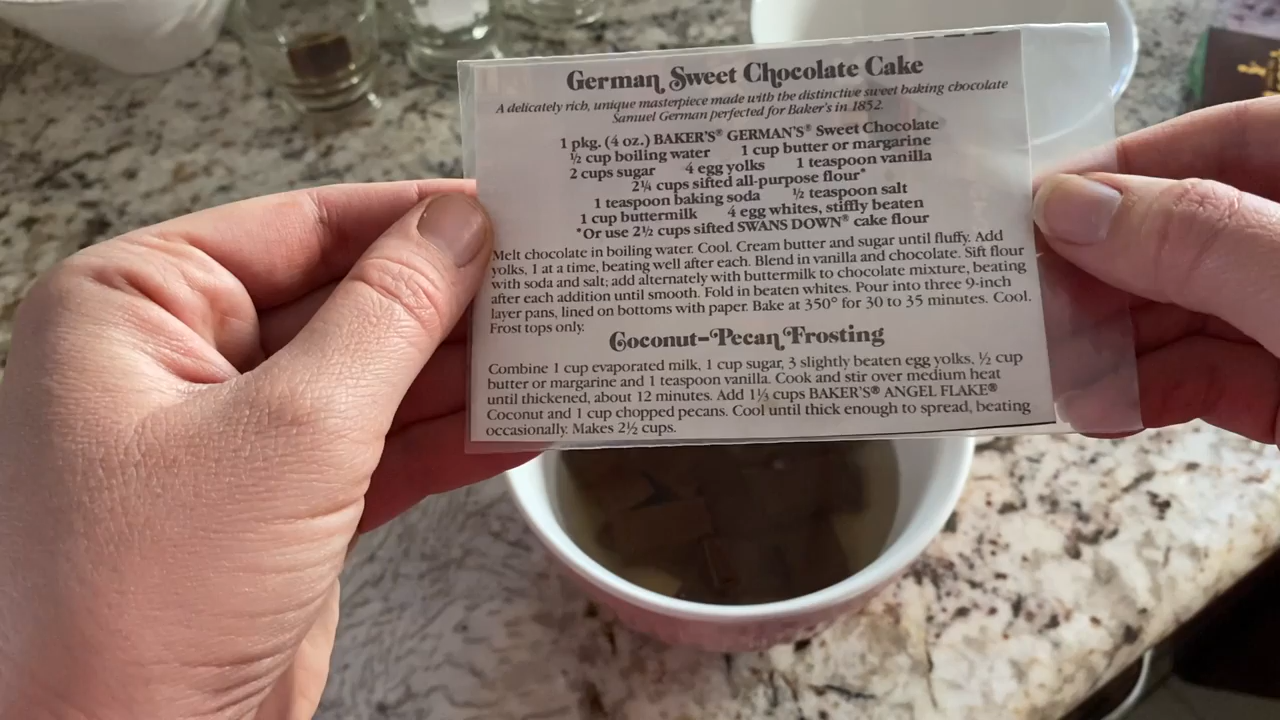 German Sweet Chocolate Cake
A delicately rich, unique masterpiece made with the distinctive sweet baking chocolate
Samuel German perfected for Baker's in 1852.
1 pkg. (4 oz.) BAKER'S® GERMAN'S® Sweet Chocolate
½ cup boiling water 1 cup butter or margarine
2 cups sugar 4 egg yolks 1 teaspoon vanilla
2¼ cups sifted all-purpose flour*
1 teaspoon baking soda ½ teaspoon salt
1 cup buttermilk 4 egg whites, stiffly beaten
*Or use 2½ cups sifted SWANS DOWN® cake flour
Melt chocolate in boiling water. Cool. Cream butter and sugar until fluffy. Add
yolks, 1 at a time, beating well after each. Blend in vanilla and chocolate. Sift flour
with soda and salt; add alternately with buttermilk to chocolate mixture, beating
after each addition until smooth. Fold in beaten whites. Pour into three 9-inch
layer pans, lined on bottoms with paper. Bake at 350° for 30 to 35 minutes. Cool.
Frost tops only.
Coconut-Pecan Frosting
Combine 1 cup evaporated milk, 1 cup sugar, 3 slightly beaten egg yolks, ½ cup
butter or margarine and 1 teaspoon vanilla. Cook and stir over medium heat
until thickened, about 12 minutes. Add 1⅓ cups BAKER'S® ANGEL FLAKE®
Coconut and 1 cup chopped pecans. Cool until thick enough to spread, beating
occasionally. Makes 2½ cups.